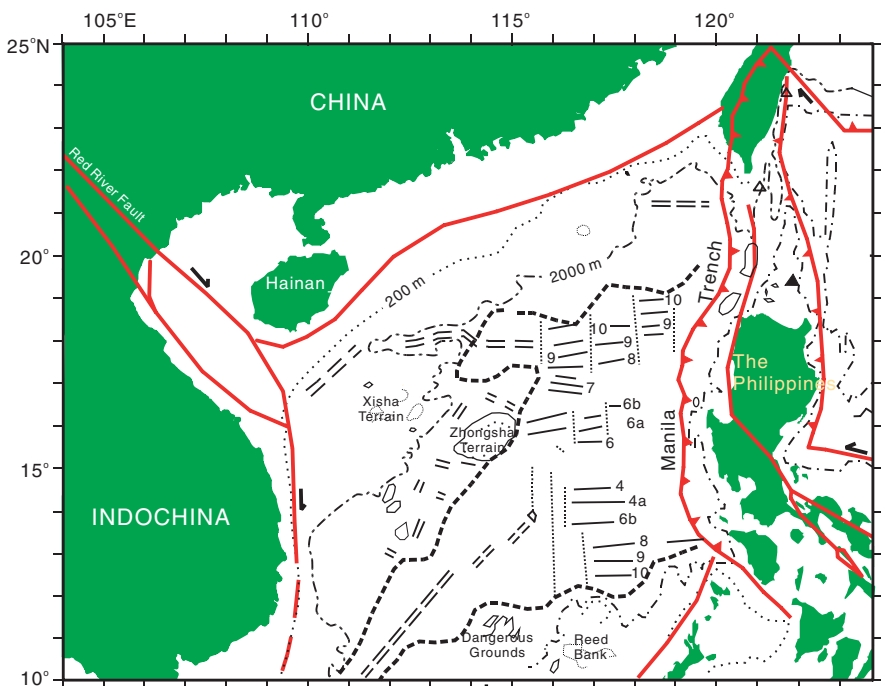 105°E 110° 115° 120°
25°N
CHINA
Red River Fault
20°
Hainan
200 m
2000 m
Trench
10
10
9
9
8
9
The
Philippines
7
Xisha
Terrain
6b
6a
6
Zhongsha
Terrain
Manila
15°
4
4a
6b
INDOCHINA
8
9
10
Dangerous
Grounds
Reed
Bank
10°